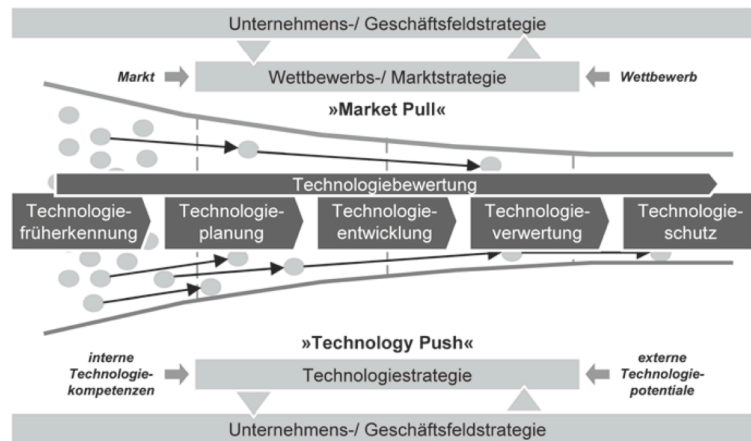 Unternehmens-/ Geschäftsfeldstrategie
Markt
Wettbewerbs-/ Marktstrategie
Wettbewerb
»Market Pull«
Technologiebewertung
Technologie-
früherkennung
Technologie-
planung
Technologie-
entwicklung
Technologie-
verwertung
Technologie-
schutz
»Technology Push«
interne
Technologie-
kompetenzen
Technologiestrategie
externe
Technologie-
potentiale
Unternehmens-/ Geschäftsfeldstrategie